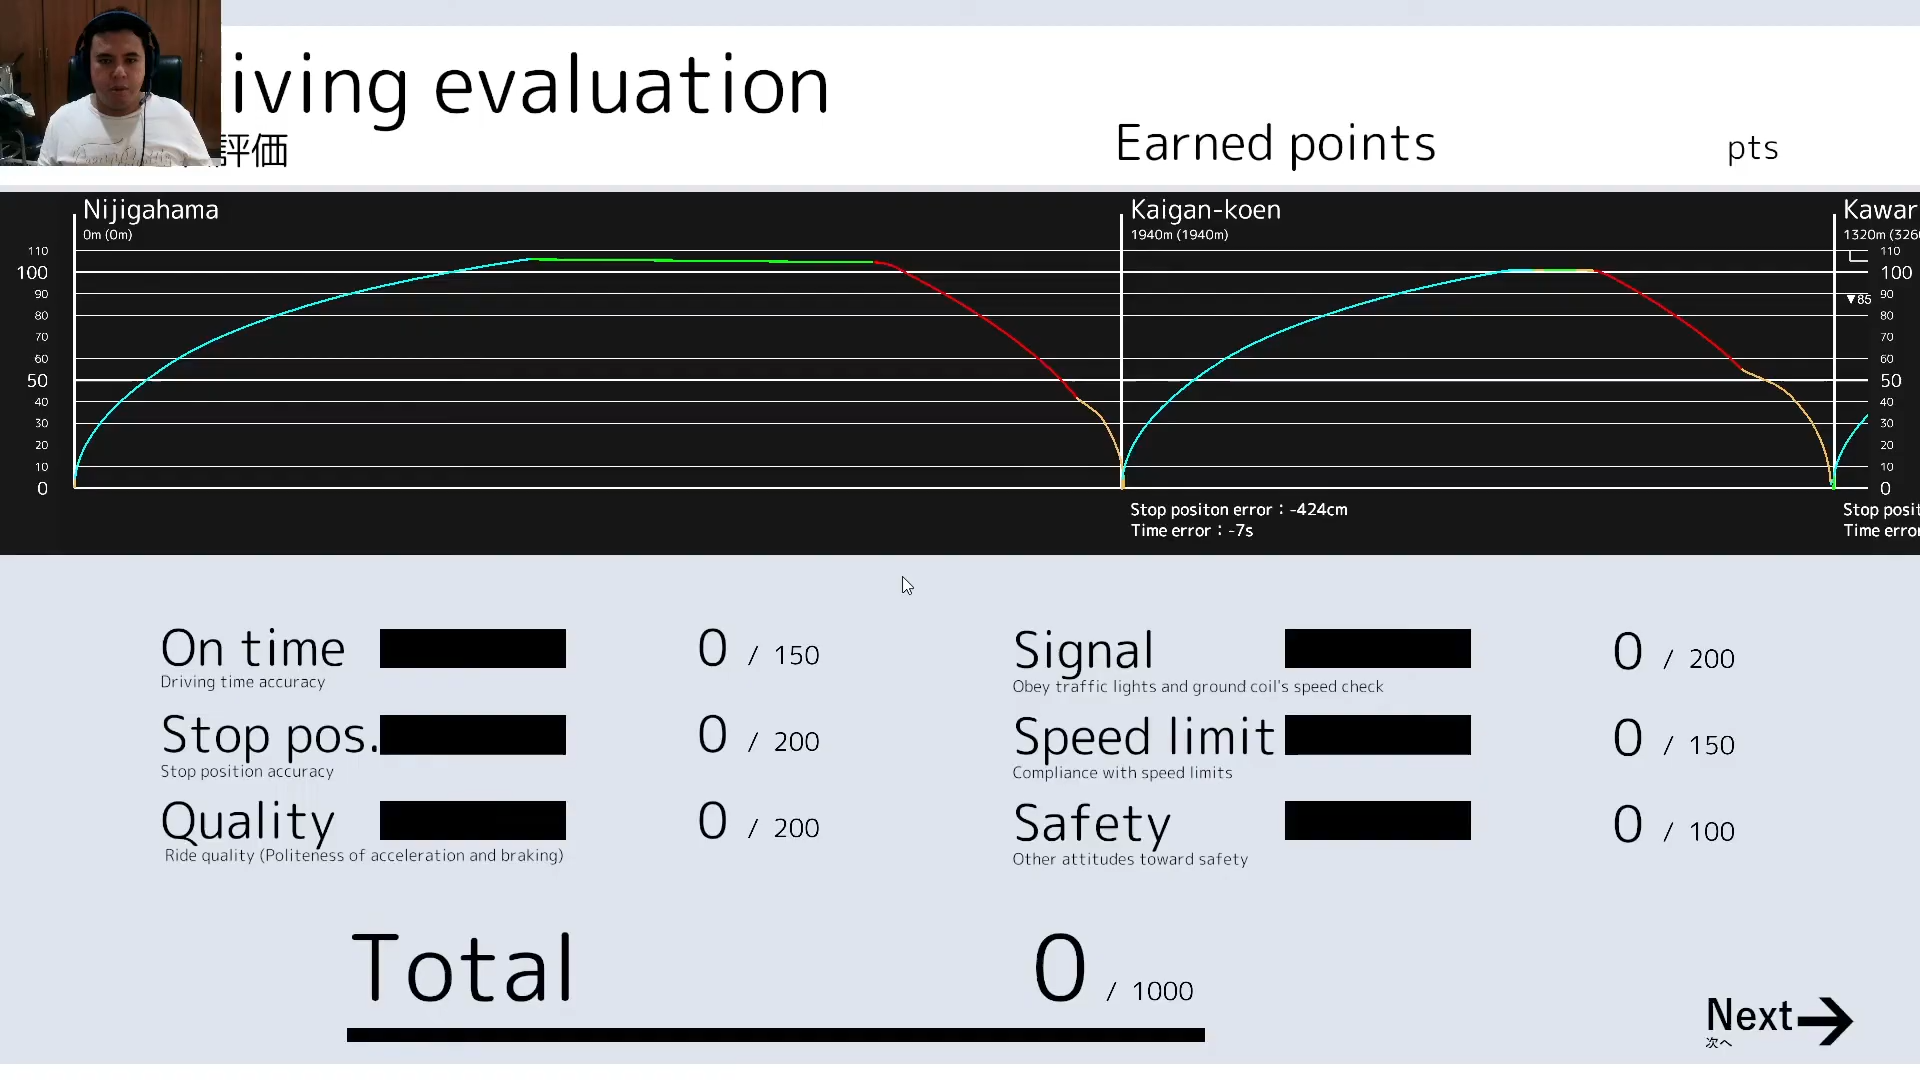 iving evaluation
評価
Earned points
pts
Nijigahama
0m (0m)
Kaigan-koen
1940m (1940m)
Kawar
1320m (3260
110
100
90
80
70
60
50
40
30
20
10
0
110
100
90
▼85
80
70
60
50
40
30
20
10
0
Stop positon error：-424cm
Time error：-7s
Stop posit
Time error
On time
0 / 150
Driving time accuracy
Stop pos.
0 / 200
Stop position accuracy
Quality
0 / 200
Ride quality (Politeness of acceleration and braking)
Signal
0 / 200
Obey traffic lights and ground coil's speed check
Speed limit
0 / 150
Compliance with speed limits
Safety
0 / 100
Other attitudes toward safety
Total
0 / 1000
Next
次へ